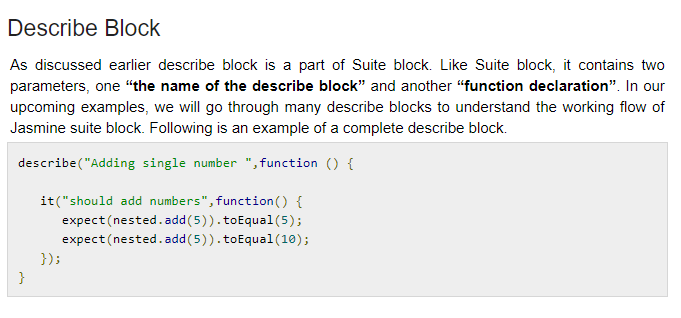 Describe Block
As discussed earlier describe block is a part of Suite block. Like Suite block, it contains two
parameters, one “the name of the describe block” and another “function declaration”. In our
upcoming examples, we will go through many describe blocks to understand the working flow of
Jasmine suite block. Following is an example of a complete describe block.
describe("Adding single number ",function () {
it("should add numbers",function() {
expect(nested.add(5)).toEqual(5);
expect(nested.add(5)).toEqual(10);
});
}